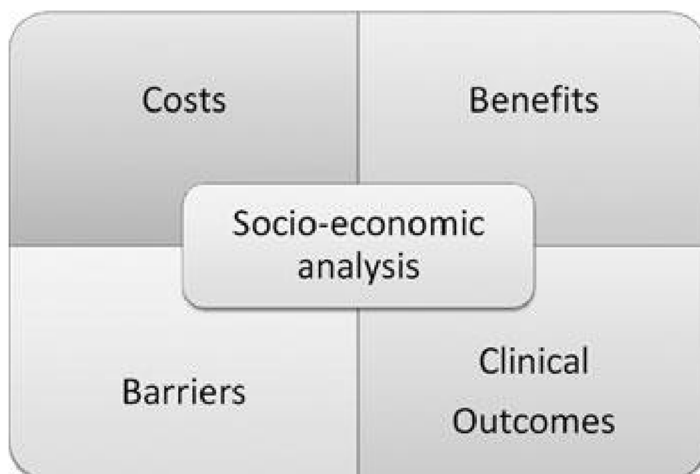 Costs
Benefits
Socio-economic
analysis
Barriers
Clinical
Outcomes